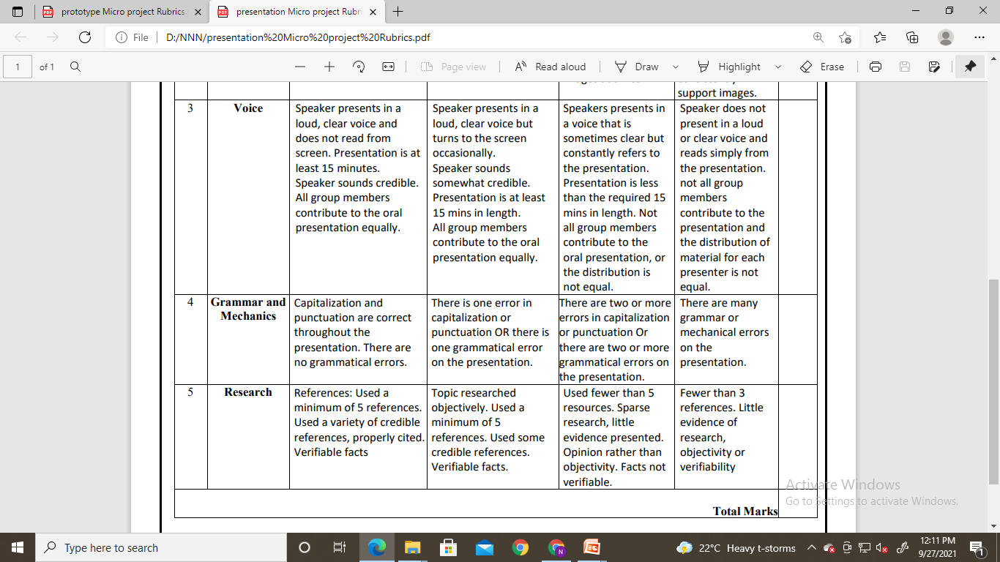 prototype Micro project Rubrics.
presentation Micro project Rubri
File
D:/NNN/presentation%20Micro%20project%20Rubrics.pdf
1
of 1
Page view
Read aloud
Draw
Highlight
Erase
support images.
3
Voice
Speaker presents in a
loud, clear voice and
does not read from
screen. Presentation is at
least 15 minutes.
Speaker sounds credible.
All group members
contribute to the oral
presentation equally.
Speaker presents in a
loud, clear voice but
turns to the screen
occasionally.
Speaker sounds
somewhat credible.
Presentation is at least
15 mins in length.
All group members
contribute to the oral
presentation equally.
Speakers presents in
a voice that is
sometimes clear but
constantly refers to
the presentation.
Presentation is less
than the required 15
mins in length. Not
all group members
contribute to the
oral presentation, or
the distribution is
not equal.
Speaker does not
present in a loud
or clear voice and
reads simply from
the presentation.
not all group
members
contribute to the
presentation and
the distribution of
material for each
presenter is not
equal.
4
Grammar and
Mechanics
Capitalization and
punctuation are correct
throughout the
presentation. There are
no grammatical errors.
There is one error in
capitalization or
punctuation OR there is
one grammatical error
on the presentation.
There are two or more
errors in capitalization
or punctuation Or
there are two or more
grammatical errors on
the presentation.
There are many
grammar or
mechanical errors
on the
presentation.
5
Research
References: Used a
minimum of 5 references.
Used a variety of credible
references, properly cited.
Verifiable facts
Topic researched
objectively. Used a
minimum of 5
references. Used some
credible references.
Verifiable facts.
Used fewer than 5
resources. Sparse
research, little
evidence presented.
Opinion rather than
objectivity. Facts not
verifiable.
Fewer than 3
references. Little
evidence of
research,
objectivity or
verifiability
Total Marks
Activate Windows
Go to Settings to activate Windows.
Type here to search
22°C Heavy t-storms
12:11 PM
9/27/2021
1